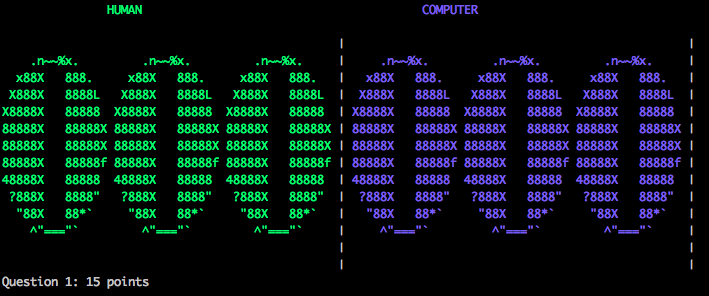 HUMAN                                        COMPUTER
                                                |                                                 |
    .n~~%x.         .n~~%x.         .n~~%x.     |     .n~~%x.         .n~~%x.         .n~~%x.     |
  x88X   888.     x88X   888.     x88X   888.   |   x88X   888.     x88X   888.     x88X   888.   |
 X888X   8888L   X888X   8888L   X888X   8888L  |  X888X   8888L   X888X   8888L   X888X   8888L  |
X8888X   88888  X8888X   88888  X8888X   88888  | X8888X   88888  X8888X   88888  X8888X   88888  |
88888X   88888X 88888X   88888X 88888X   88888X | 88888X   88888X 88888X   88888X 88888X   88888X |
88888X   88888X 88888X   88888X 88888X   88888X | 88888X   88888X 88888X   88888X 88888X   88888X |
88888X   88888f 88888X   88888f 88888X   88888f | 88888X   88888f 88888X   88888f 88888X   88888f |
48888X   88888  48888X   88888  48888X   88888  | 48888X   88888  48888X   88888  48888X   88888  |
 ?888X   8888"   ?888X   8888"   ?888X   8888"  |  ?888X   8888"   ?888X   8888"   ?888X   8888"  |
  "88X   88*`     "88X   88*`     "88X   88*`   |   "88X   88*`     "88X   88*`     "88X   88*`   |
    ^"==="`         ^"==="`         ^"==="`     |     ^"==="`         ^"==="`         ^"==="`     |
                                                |                                                 |
                                                |                                                 |
Question 1: 15 points